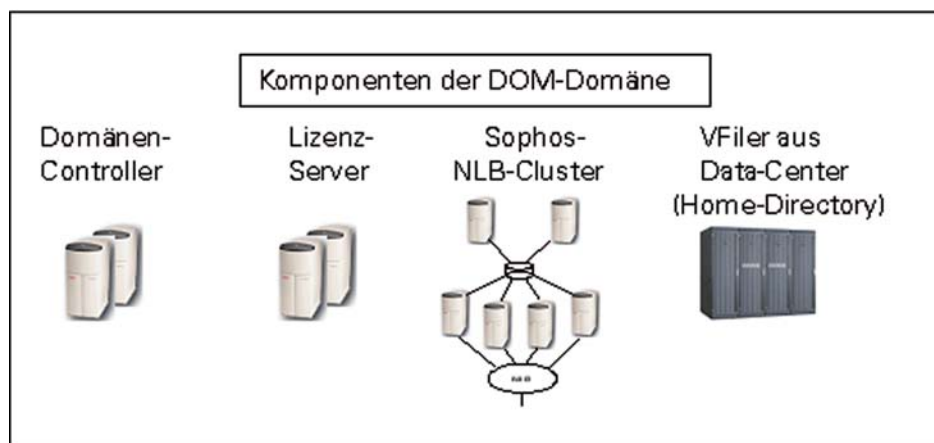 Komponenten der DOM-Domäne
Domänen-
Controller
Lizenz-
Server
Sophos-
NLB-Cluster
VFiler aus
Data-Center
(Home-Directory)